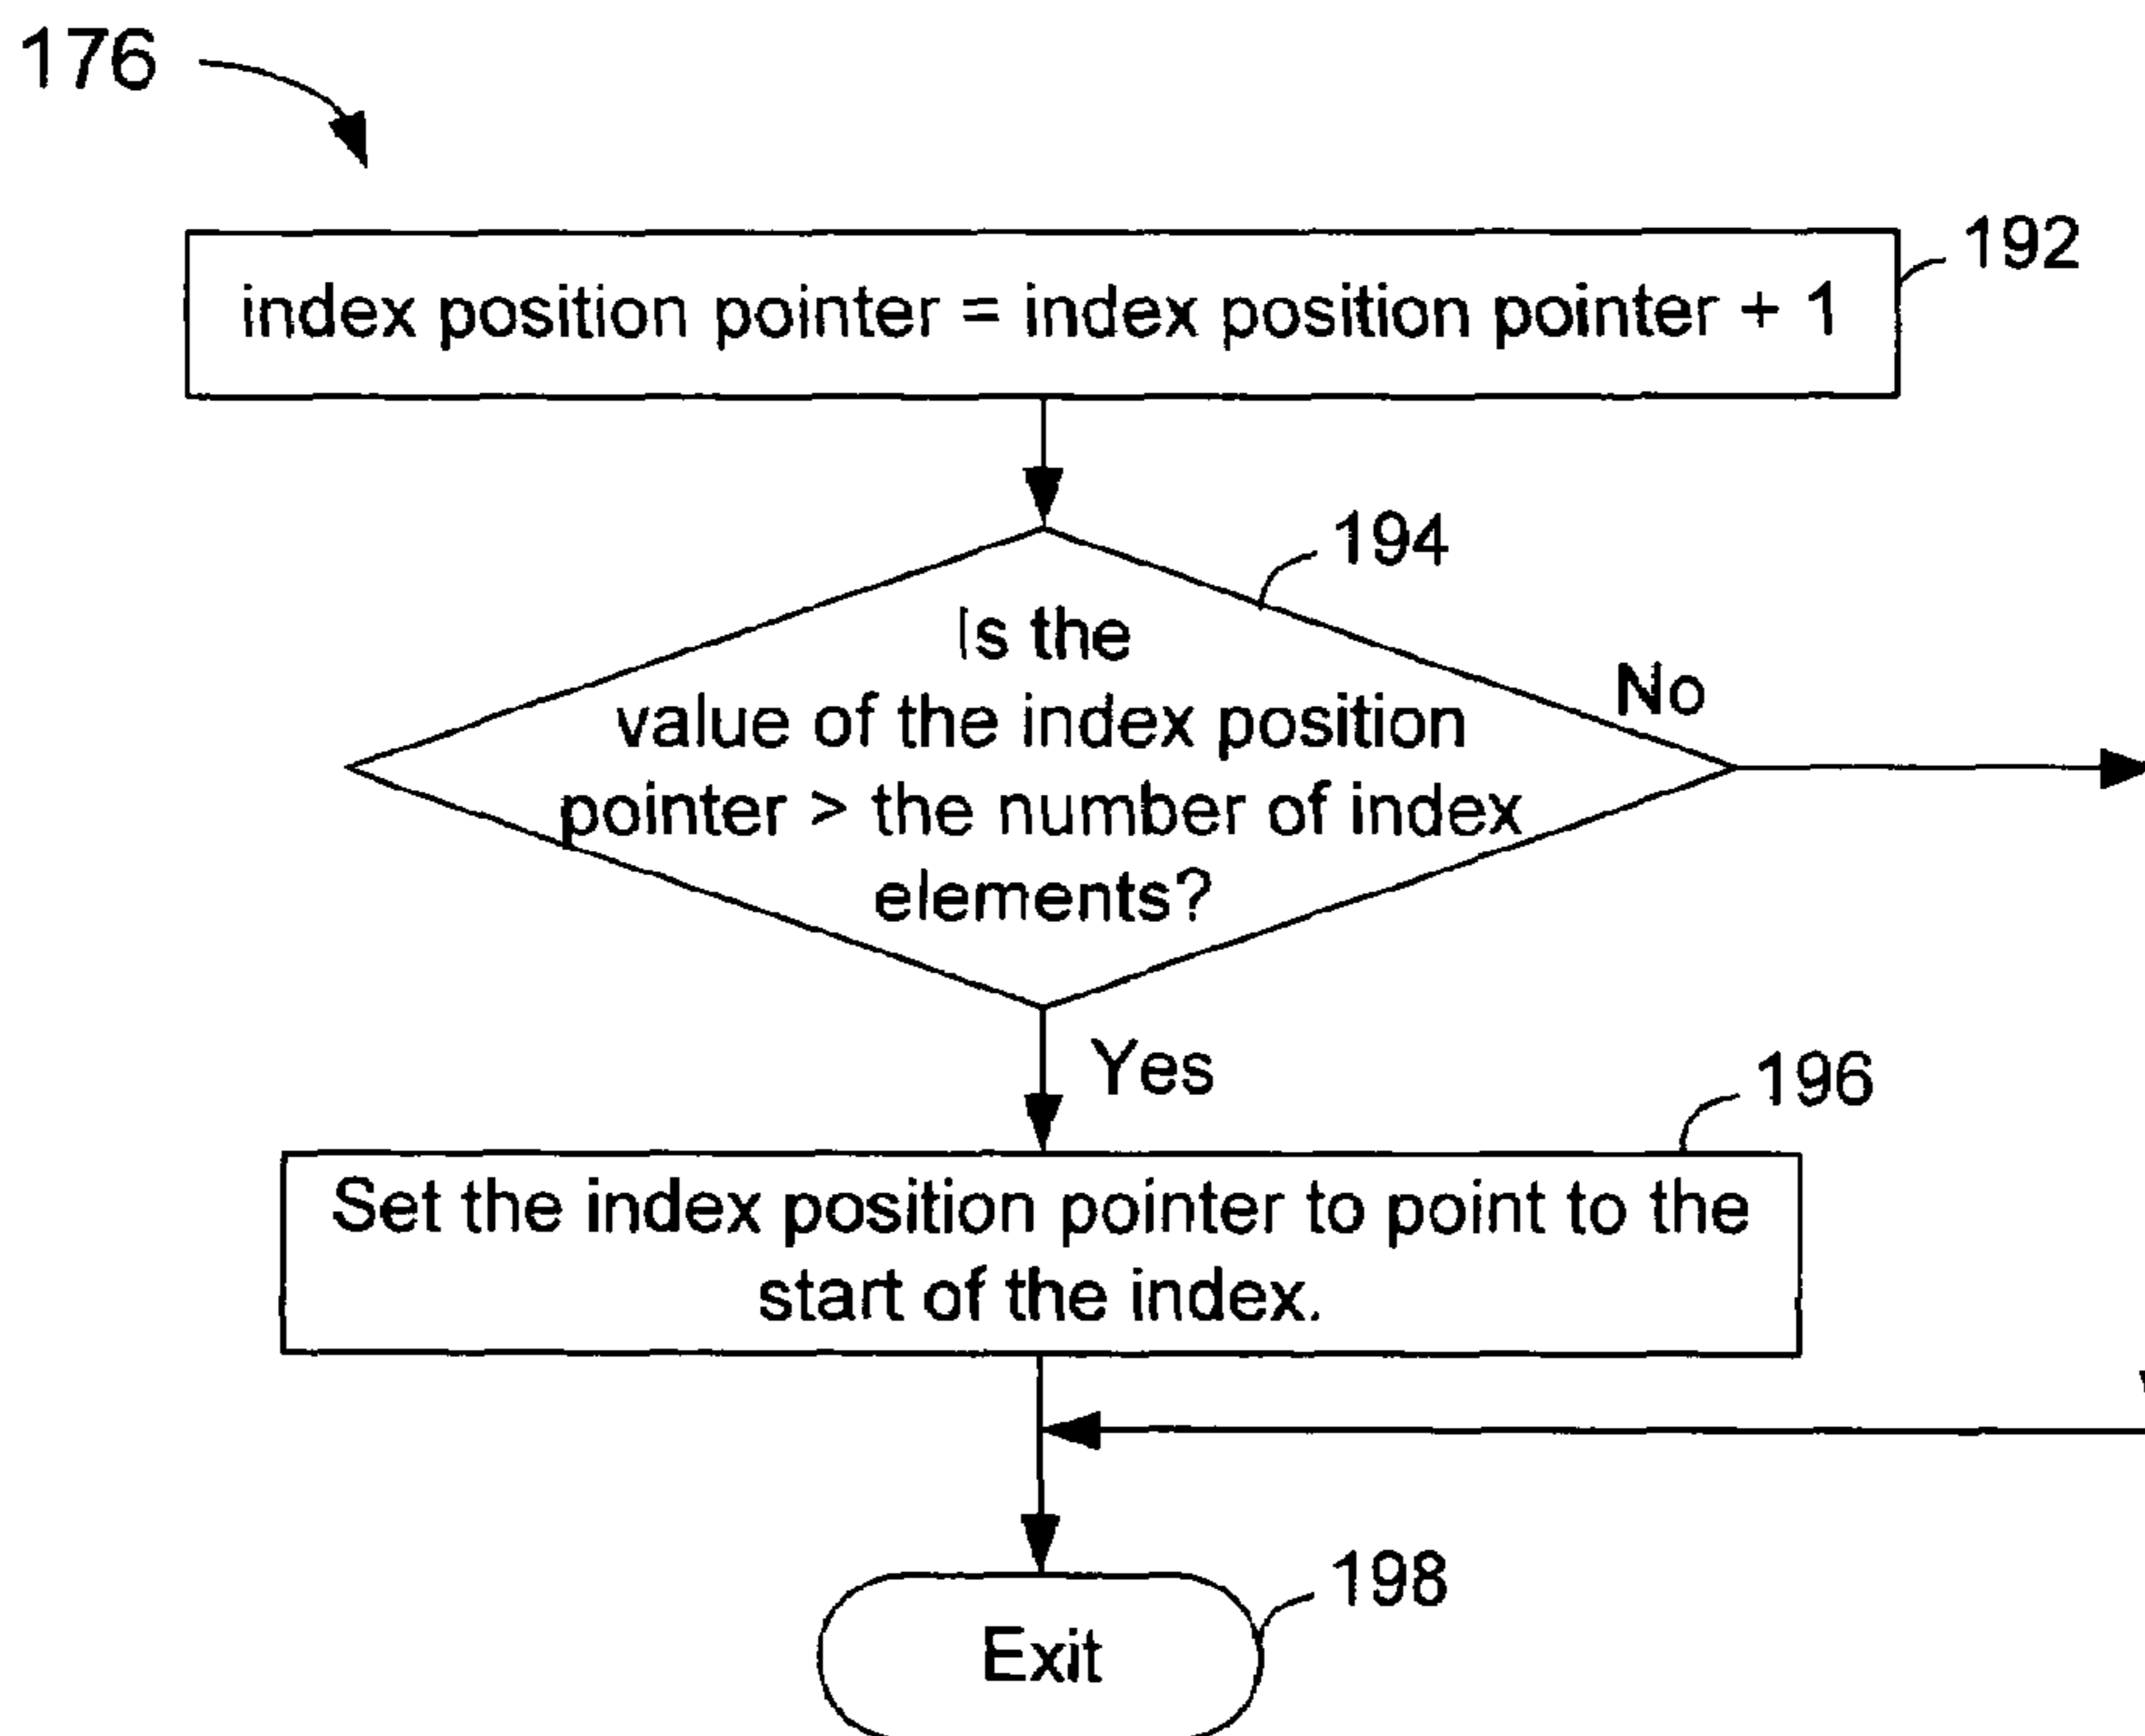 176
192
index position pointer = index position pointer + 1
194
Is the
value of the index position
pointer > the number of index
elements?
No
Yes
196
Set the index position pointer to point to the
start of the index.
198
Exit